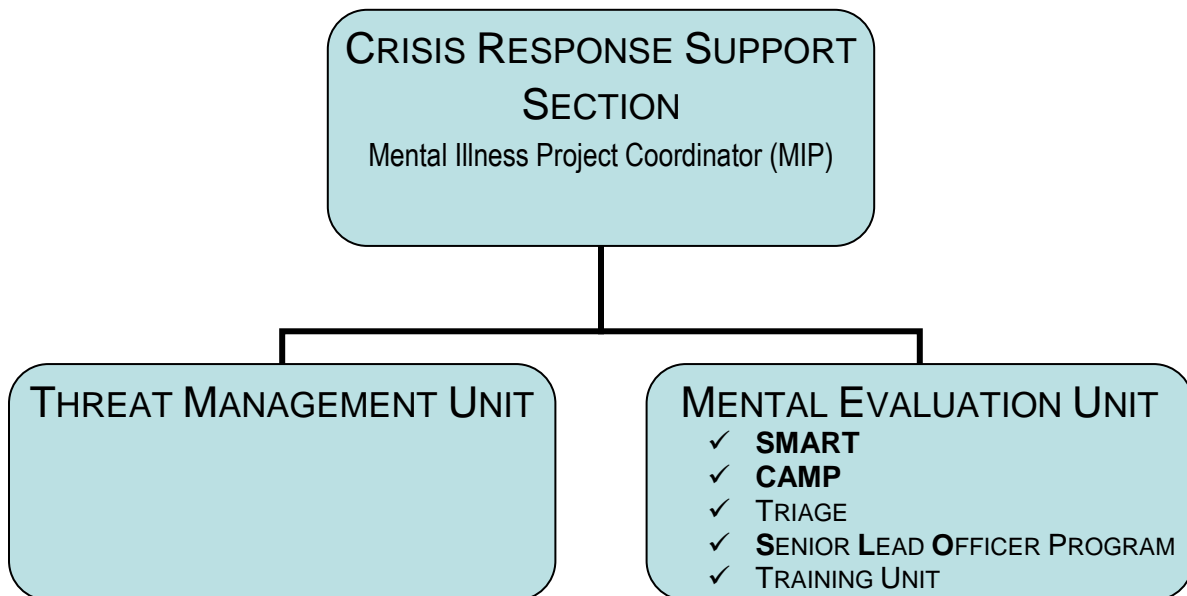 CRISIS RESPONSE SUPPORT
SECTION
Mental Illness Project Coordinator (MIP)
THREAT MANAGEMENT UNIT
MENTAL EVALUATION UNIT
✓ SMART
✓ CAMP
✓ TRIAGE
✓ SENIOR LEAD OFFICER PROGRAM
✓ TRAINING UNIT